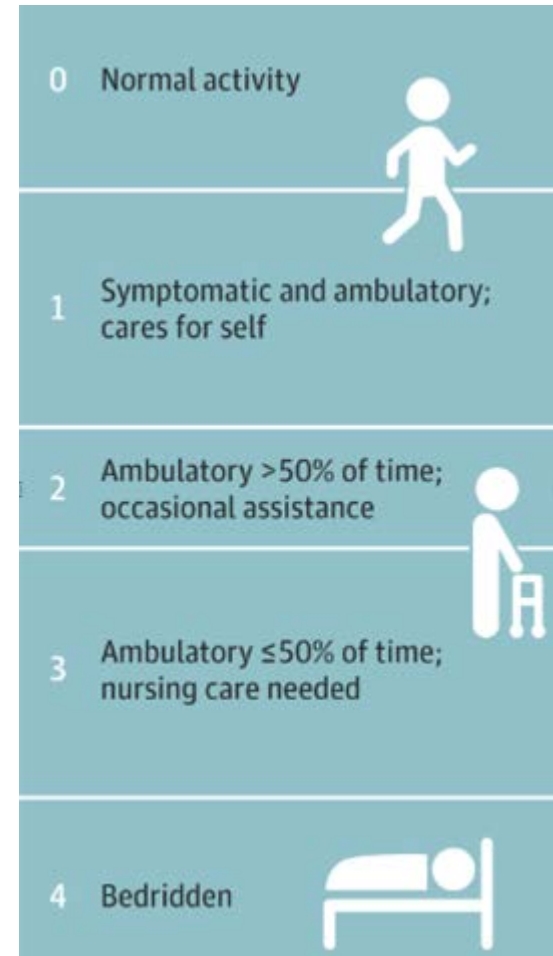 0 Normal activity
1 Symptomatic and ambulatory;
cares for self
2 Ambulatory >50% of time;
occasional assistance
3 Ambulatory ≤50% of time;
nursing care needed
4 Bedridden